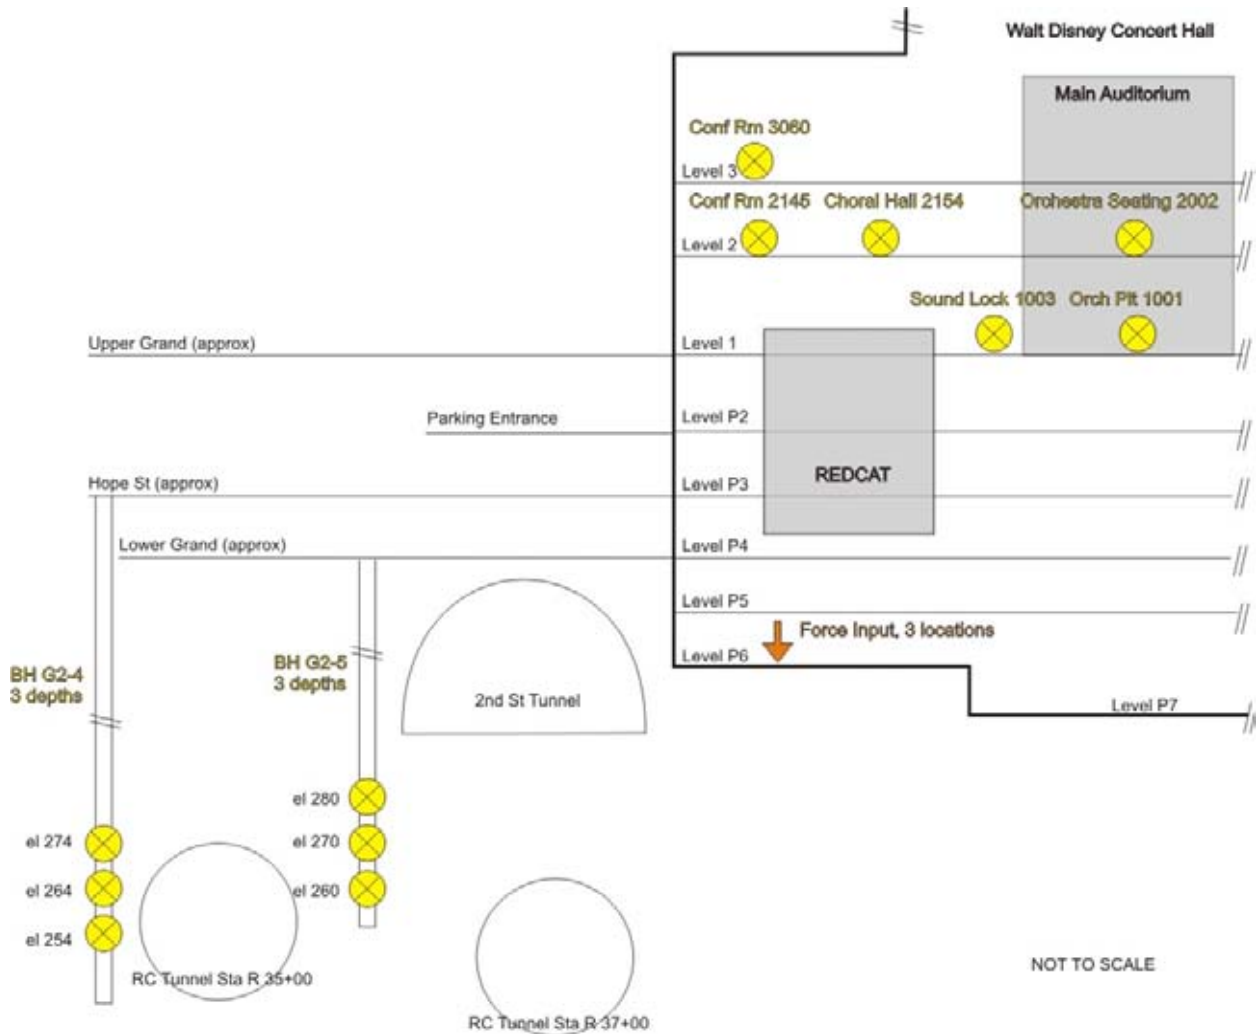 Walt Disney Concert Hall
Main Auditorium
Conf Rm 3060
Level 3
Conf Rm 2145
Choral Hall 2154
Orchestra Seating 2002
Level 2
Sound Lock 1003
Orch Pit 1001
Upper Grand (approx)
Level 1
Parking Entrance
Level P2
REDCAT
Hope St (approx)
Level P3
Lower Grand (approx)
Level P4
Level P5
Force Input, 3 locations
BH G2-4
3 depths
BH G2-5
3 depths
Level P6
2nd St Tunnel
Level P7
el 280
el 274
el 270
el 264
el 260
el 254
RC Tunnel Sta R 35+00
NOT TO SCALE
RC Tunnel Sta R 37+00